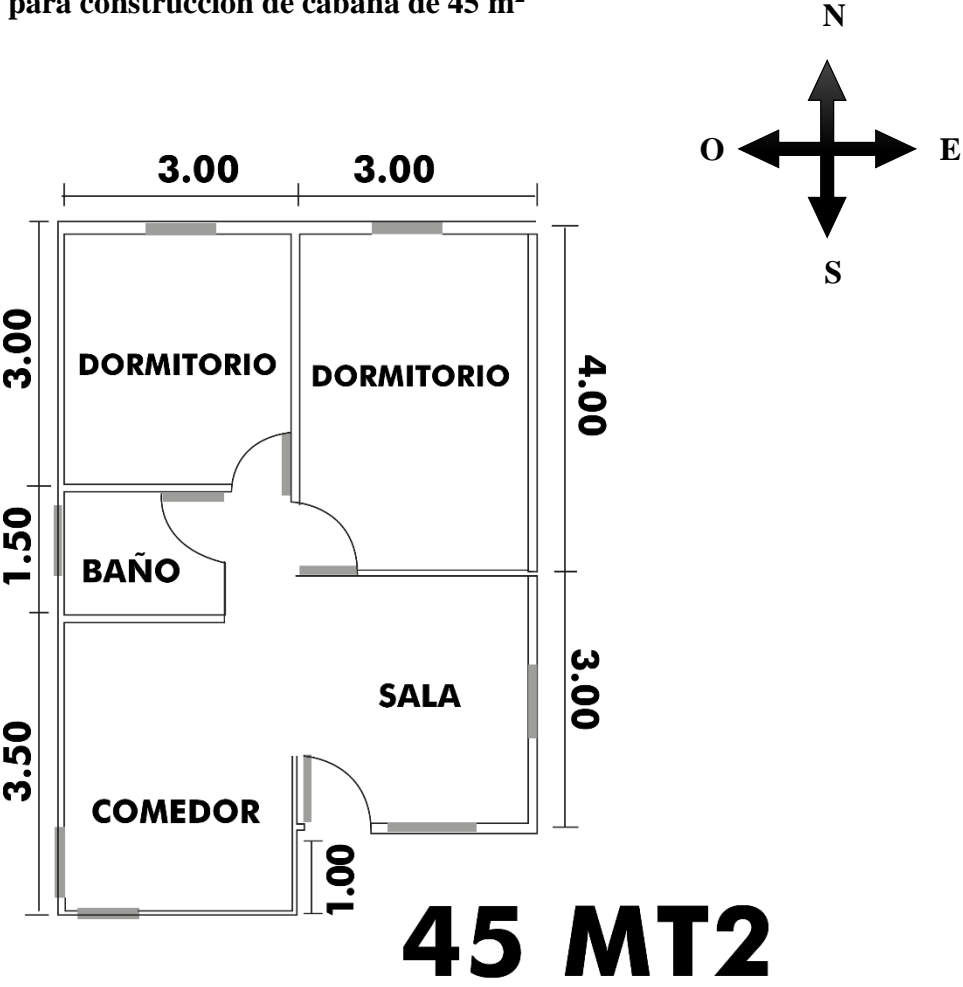 para construcción de cabaña de 45 m²
N
O
E
S
3.00
3.00
3.00
DORMITORIO
DORMITORIO
4.00
1.50
BAÑO
SALA
3.00
3.50
COMEDOR
1.00
45 MT2